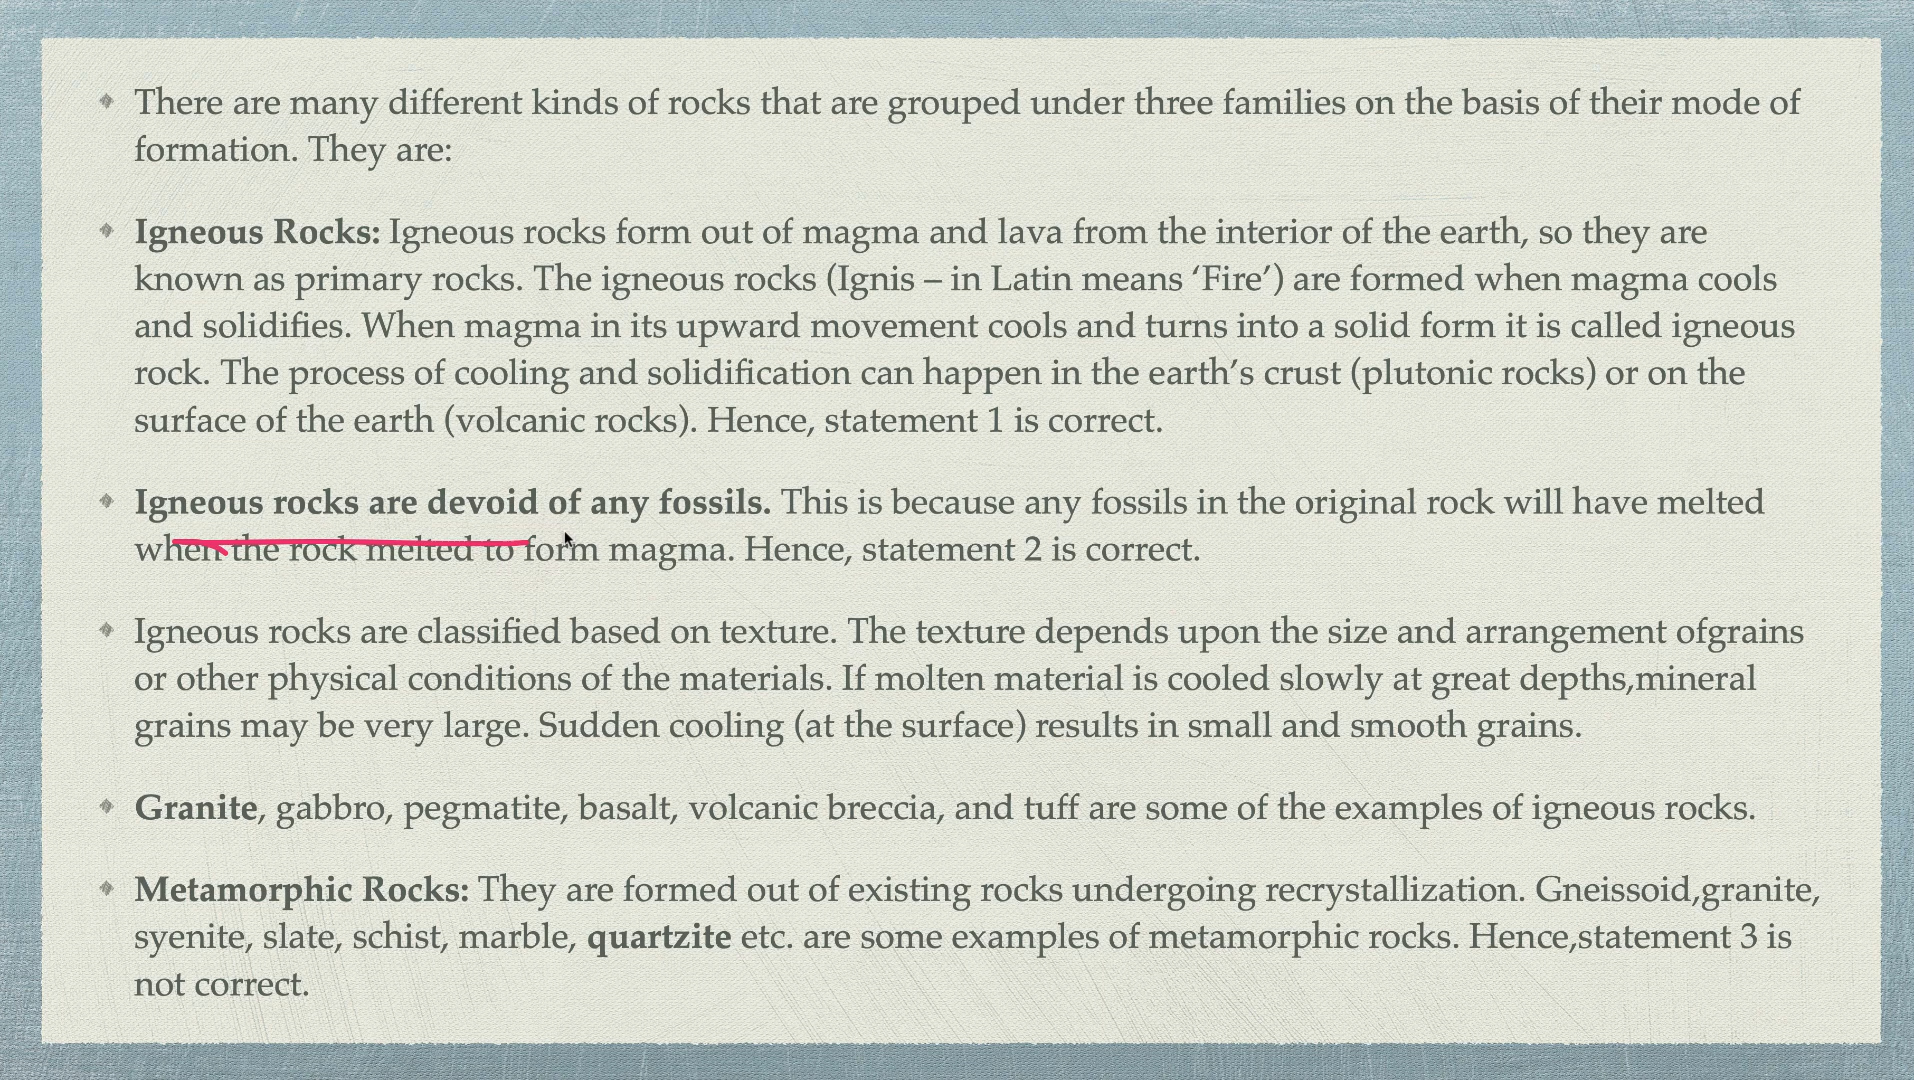 There are many different kinds of rocks that are grouped under three families on the basis of their mode of
formation. They are:
Igneous Rocks: Igneous rocks form out of magma and lava from the interior of the earth, so they are
known as primary rocks. The igneous rocks (Ignis – in Latin means ‘Fire’) are formed when magma cools
and solidifies. When magma in its upward movement cools and turns into a solid form it is called igneous
rock. The process of cooling and solidification can happen in the earth’s crust (plutonic rocks) or on the
surface of the earth (volcanic rocks). Hence, statement 1 is correct.
Igneous rocks are devoid of any fossils. This is because any fossils in the original rock will have melted
when the rock melted to form magma. Hence, statement 2 is correct.
Igneous rocks are classified based on texture. The texture depends upon the size and arrangement ofgrains
or other physical conditions of the materials. If molten material is cooled slowly at great depths,mineral
grains may be very large. Sudden cooling (at the surface) results in small and smooth grains.
Granite, gabbro, pegmatite, basalt, volcanic breccia, and tuff are some of the examples of igneous rocks.
Metamorphic Rocks: They are formed out of existing rocks undergoing recrystallization. Gneissoid,granite,
syenite, slate, schist, marble, quartzite etc. are some examples of metamorphic rocks. Hence,statement 3 is
not correct.